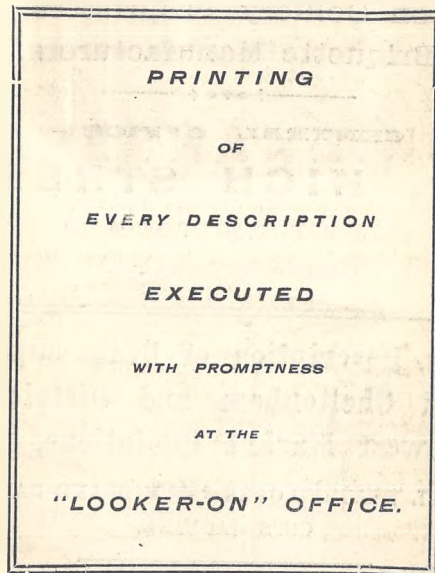 PRINTING
OF
EVERY DESCRIPTION
EXECUTED
WITH PROMPTNESS
AT THE
"LOOKER-ON" OFFICE.